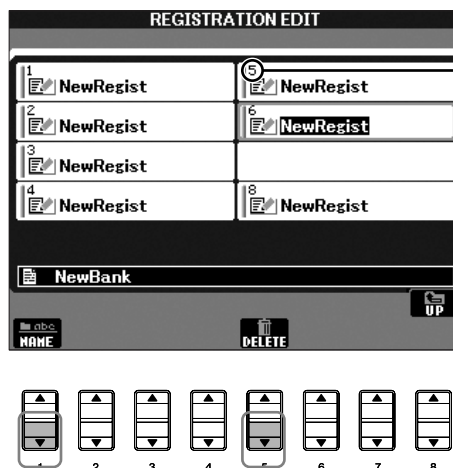 REGISTRATION EDIT
1 NewRegist
5 NewRegist
2 NewRegist
6 NewRegist
3 NewRegist
4 NewRegist
8 NewRegist
NewBank
UP
abc
NAME
DELETE
1 2 3 4 5 6 7 8